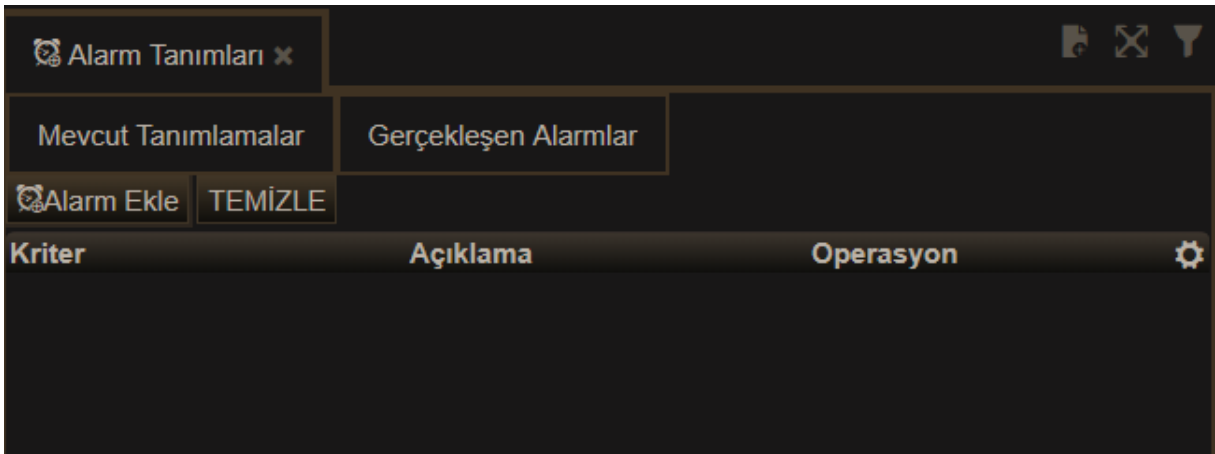 Alarm Tanımları
Mevcut Tanımlamalar Gerçekleşen Alarmlar
Alarm Ekle TEMİZLE
Kriter Açıklama Operasyon